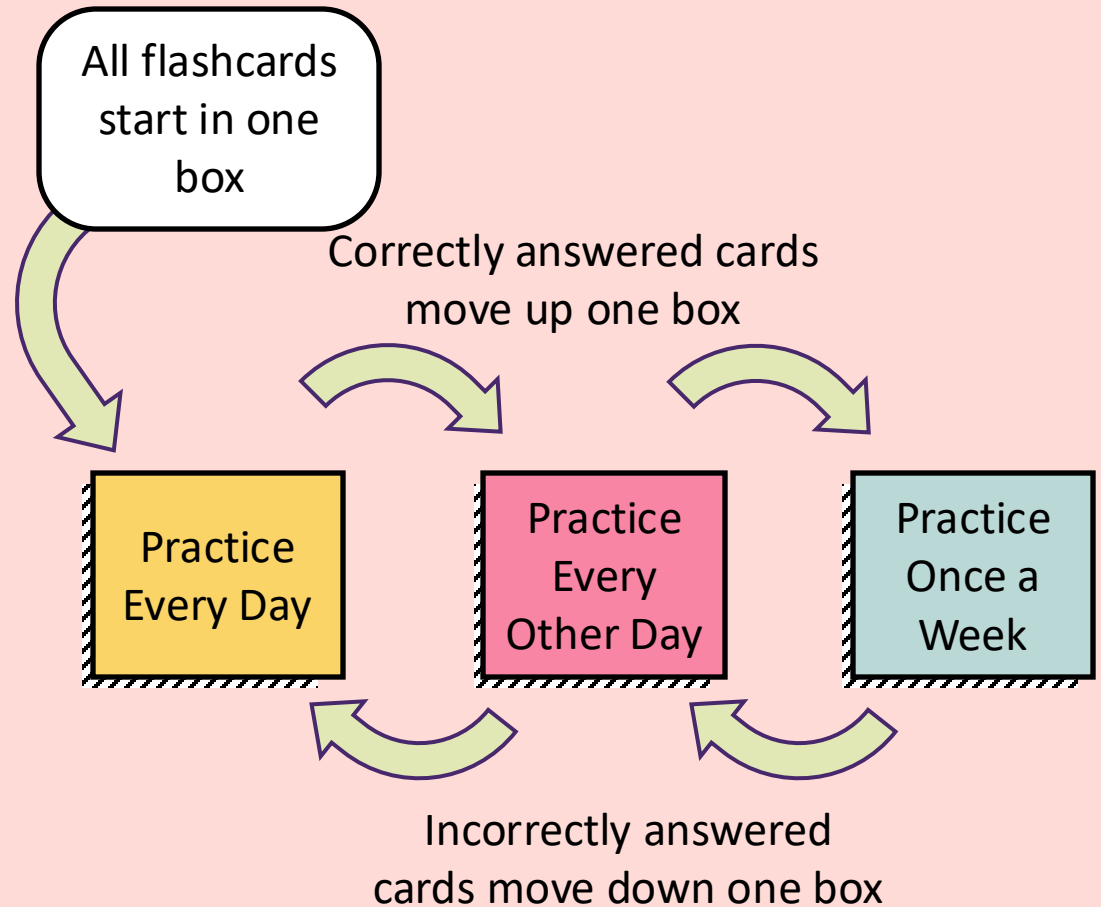 All flashcards
start in one
box
Correctly answered cards
move up one box
Practice
Every Day
Practice
Every
Other Day
Practice
Once a
Week
Incorrectly answered
cards move down one box